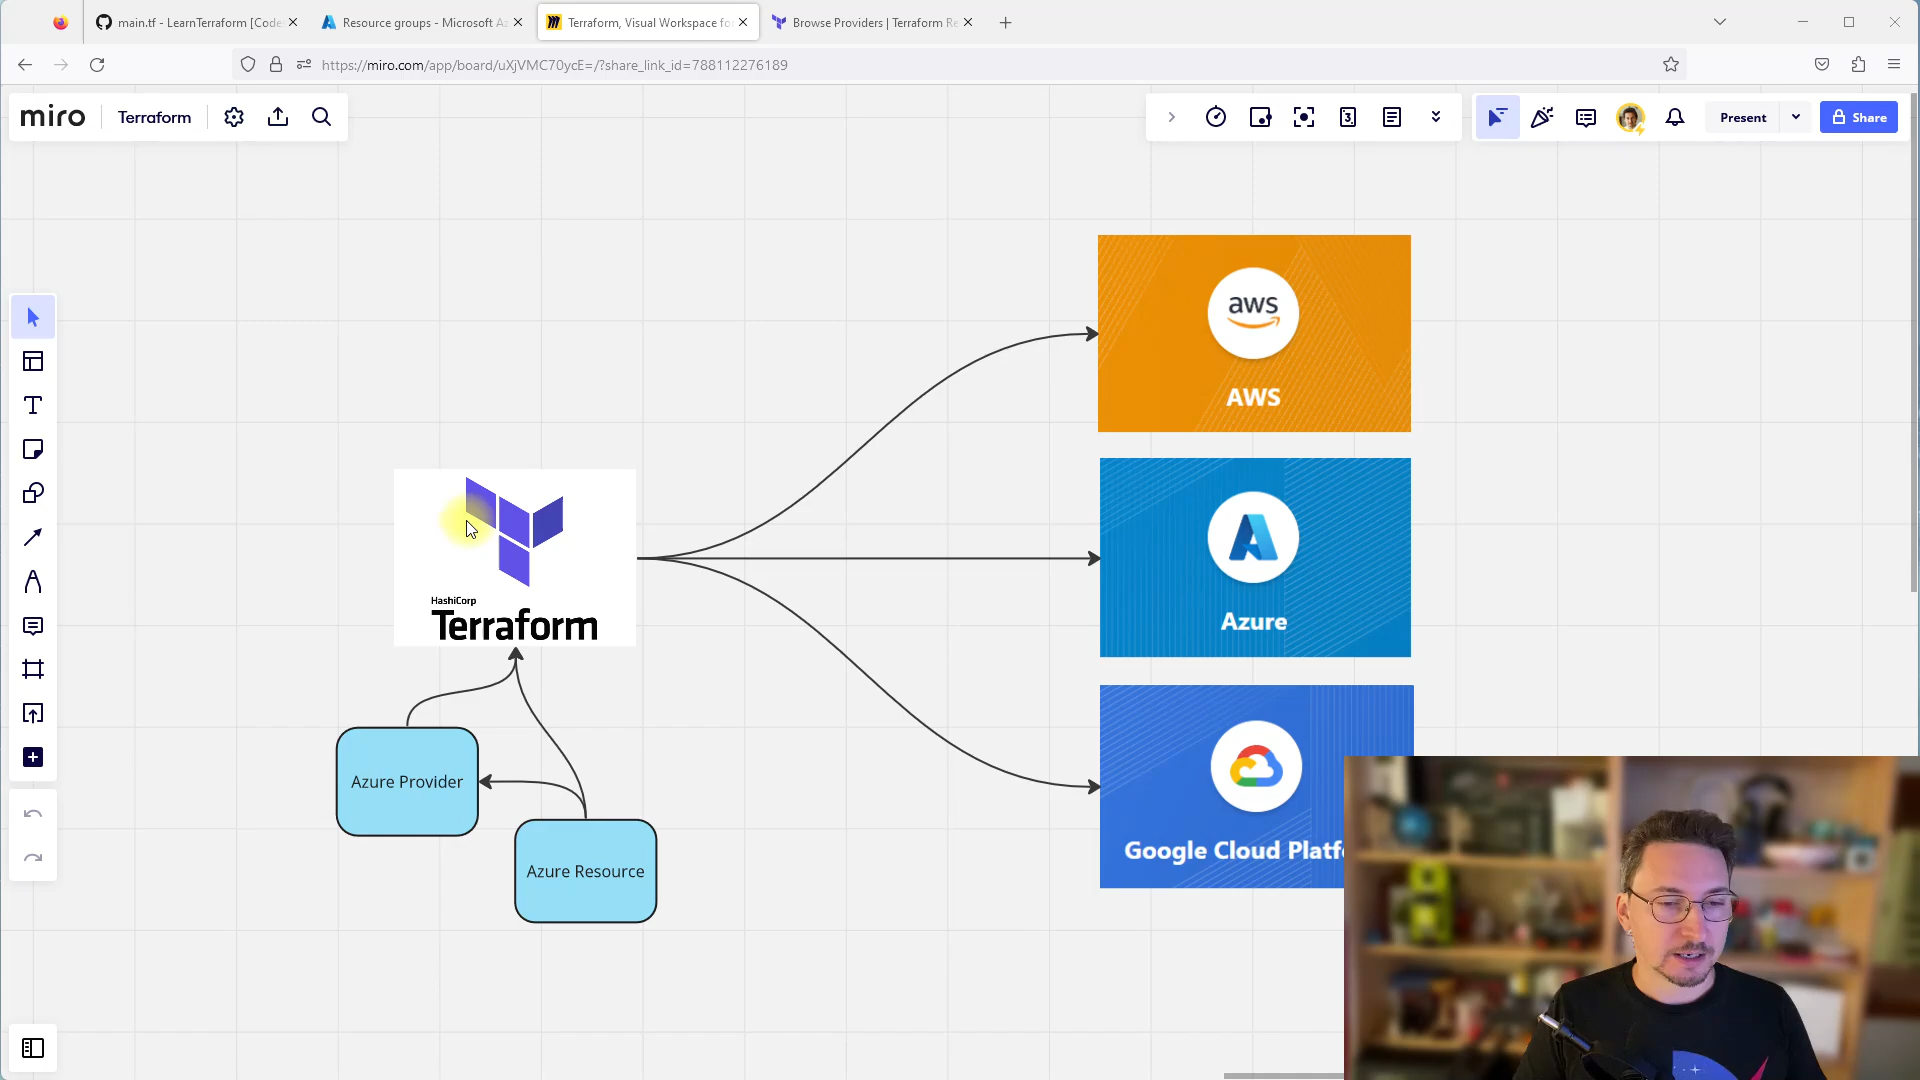 main.tf - LearnTerraform [Code
Resource groups - Microsoft Az
Terraform, Visual Workspace fo
Browse Providers | Terraform Re
https://miro.com/app/board/uXjVMC70ycE=/?share_link_id=788112276189
miro
Terraform
Present
Share
aws
AWS
Azure
HashiCorp
Terraform
Azure Provider
Google Cloud Platf
Azure Resource